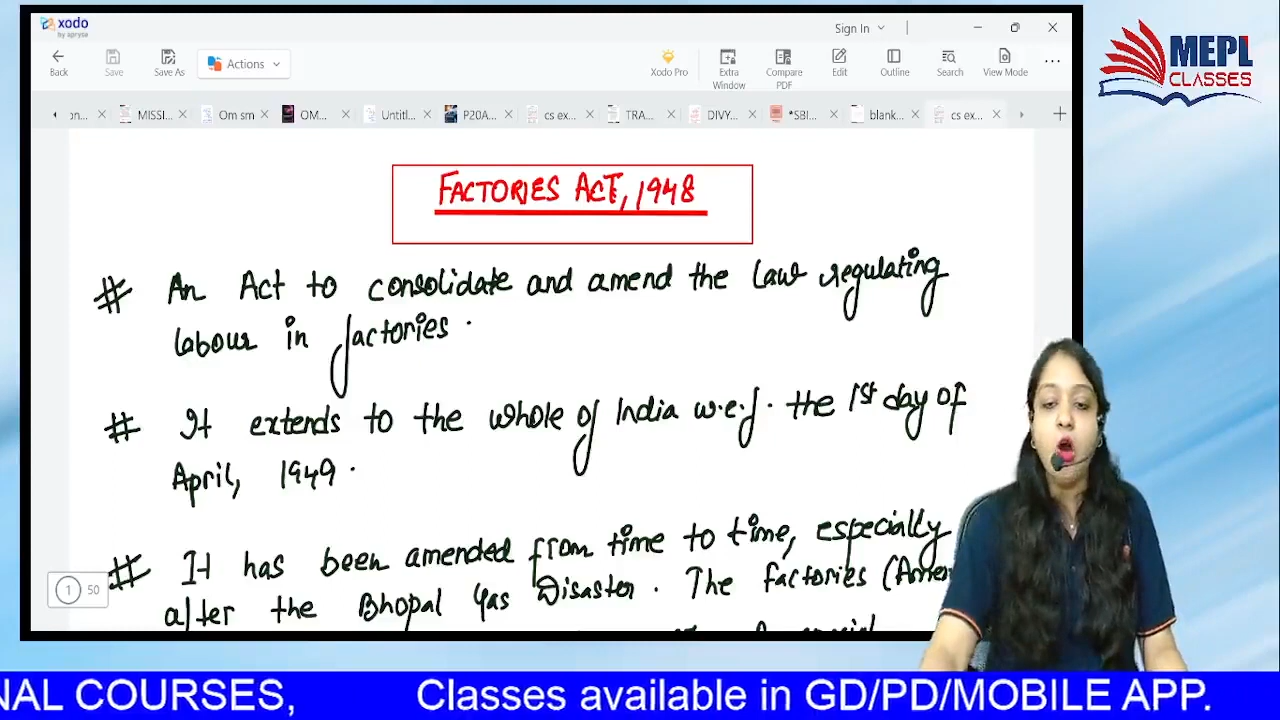 xodo
by apryse
Sign In
Back
Save
Save As
Actions
Xodo Pro
Extra Window
Compare PDF
Edit
Outline
Search
View Mode
on...
MISSI...
Om sm
OM...
Untitl...
P20A...
cs ex...
TRA...
DIVY...
*SBI...
blank...
cs ex...
MEPL
CLASSES
FACTORIES ACT, 1948
# An Act to consolidate and amend the law regulating
labour in factories.
# It extends to the whole of India w.e.f. the 1st day of
April, 1949.
# It has been amended from time to time, especially
after the Bhopal Gas Disaster. The factories (Amen
1 50
NAL COURSES, Classes available in GD/PD/MOBILE APP.